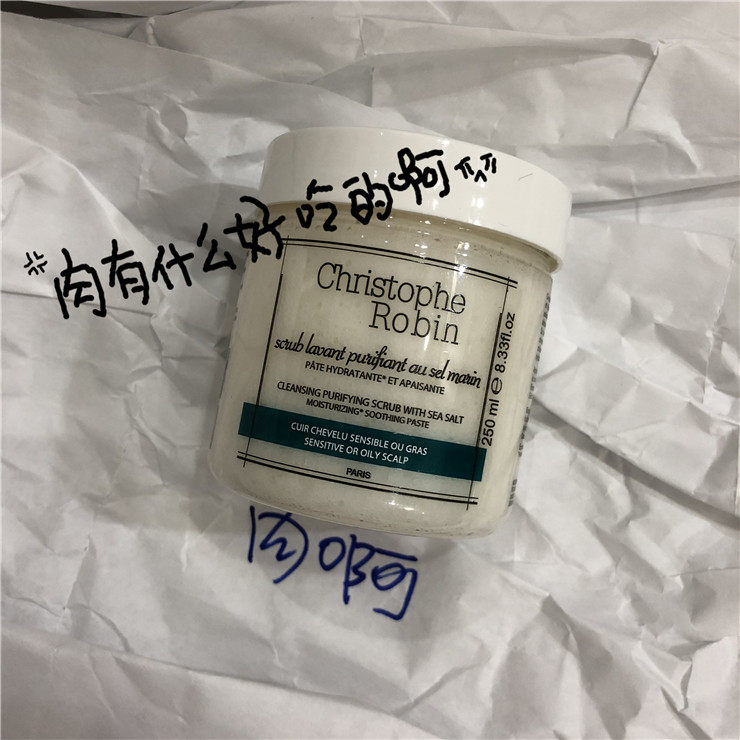 肉有什么好吃的啊
Christophe
Robin
scrub lavant purifiant au sel marin
PÂTE HYDRATANTE* ET APAISANTE
CLEANSING PURIFYING SCRUB WITH SEA SALT
MOISTURIZING* SOOTHING PASTE
CUIR CHEVELU SENSIBLE OU GRAS
SENSITIVE OR OILY SCALP
PARIS
250 ml ℮ 8.33fl.oz
肉啊